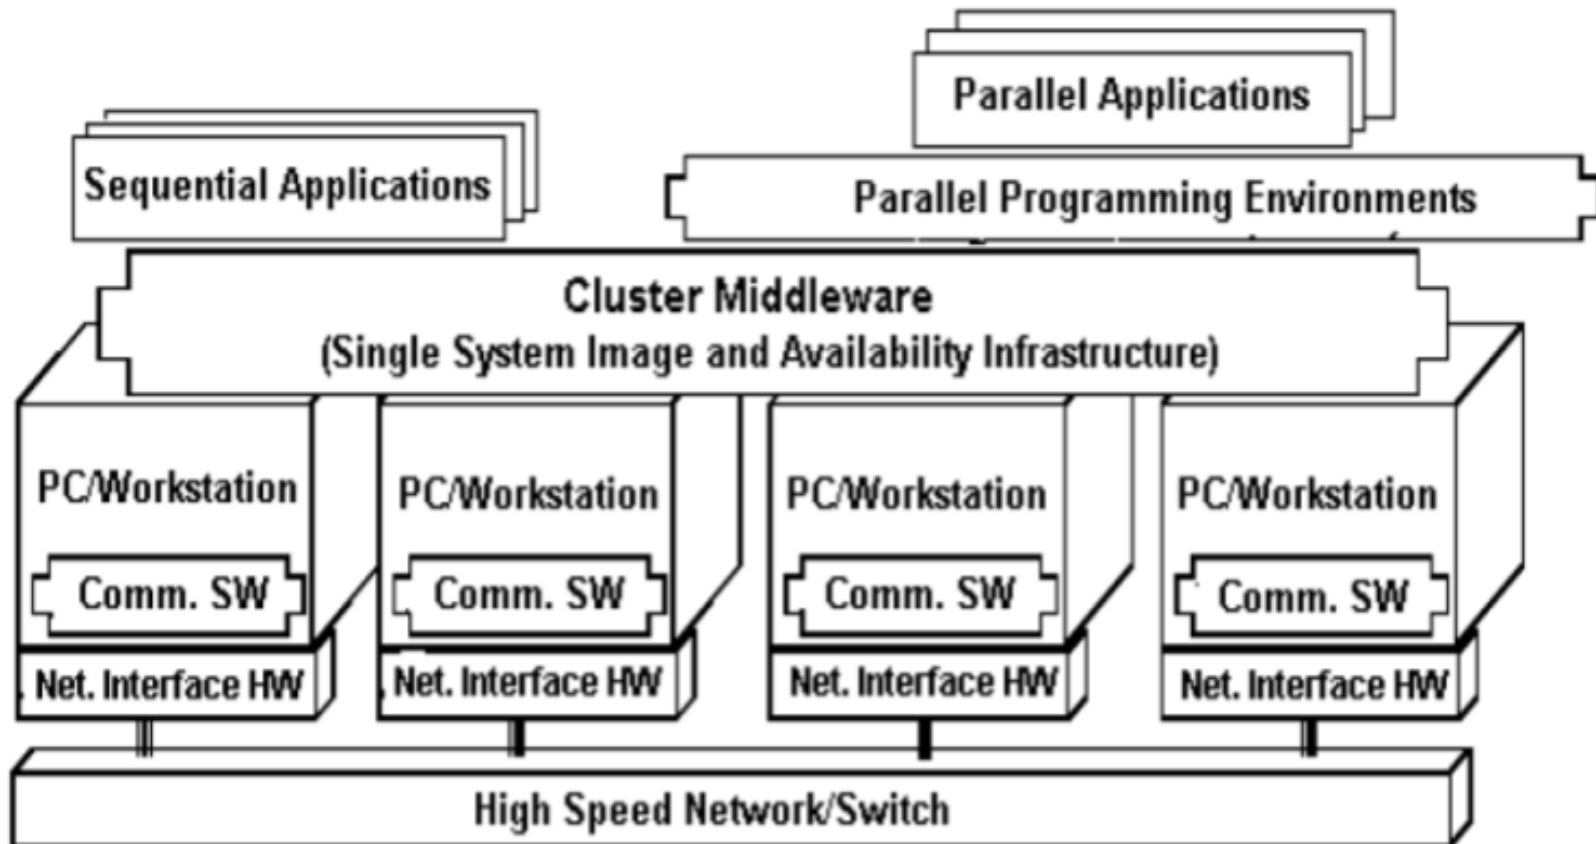 Parallel Applications
Sequential Applications
Parallel Programming Environments
Cluster Middleware
(Single System Image and Availability Infrastructure)
PC/Workstation
PC/Workstation
PC/Workstation
PC/Workstation
Comm. SW
Comm. SW
Comm. SW
Comm. SW
Net. Interface HW
Net. Interface HW
Net. Interface HW
Net. Interface HW
High Speed Network/Switch